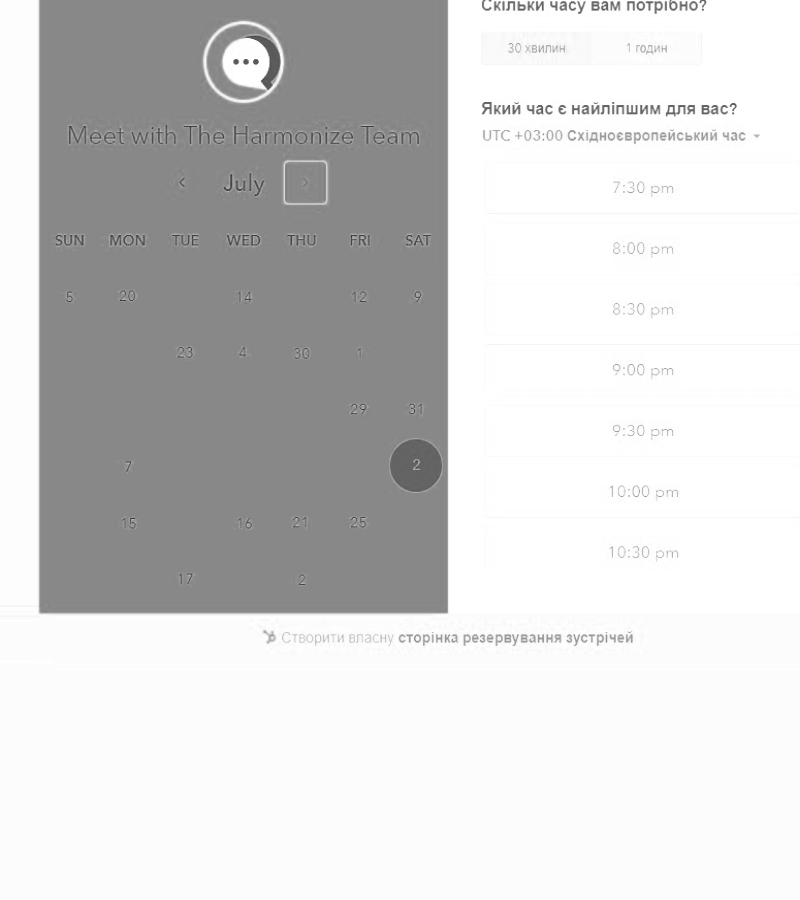 Meet with The Harmonize Team
July
SUN MON TUE WED THU FRI SAT
5 20 14 12 9
23 4 30 1
29 31
7 2
15 16 21 25
17 2
Скільки часу вам потрібно?
30 хвилин 1 годин
Який час є найліпшим для вас?
UTC +03:00 Східноєвропейський час
7:30 pm
8:00 pm
8:30 pm
9:00 pm
9:30 pm
10:00 pm
10:30 pm
Створити власну сторінка резервування зустрічей